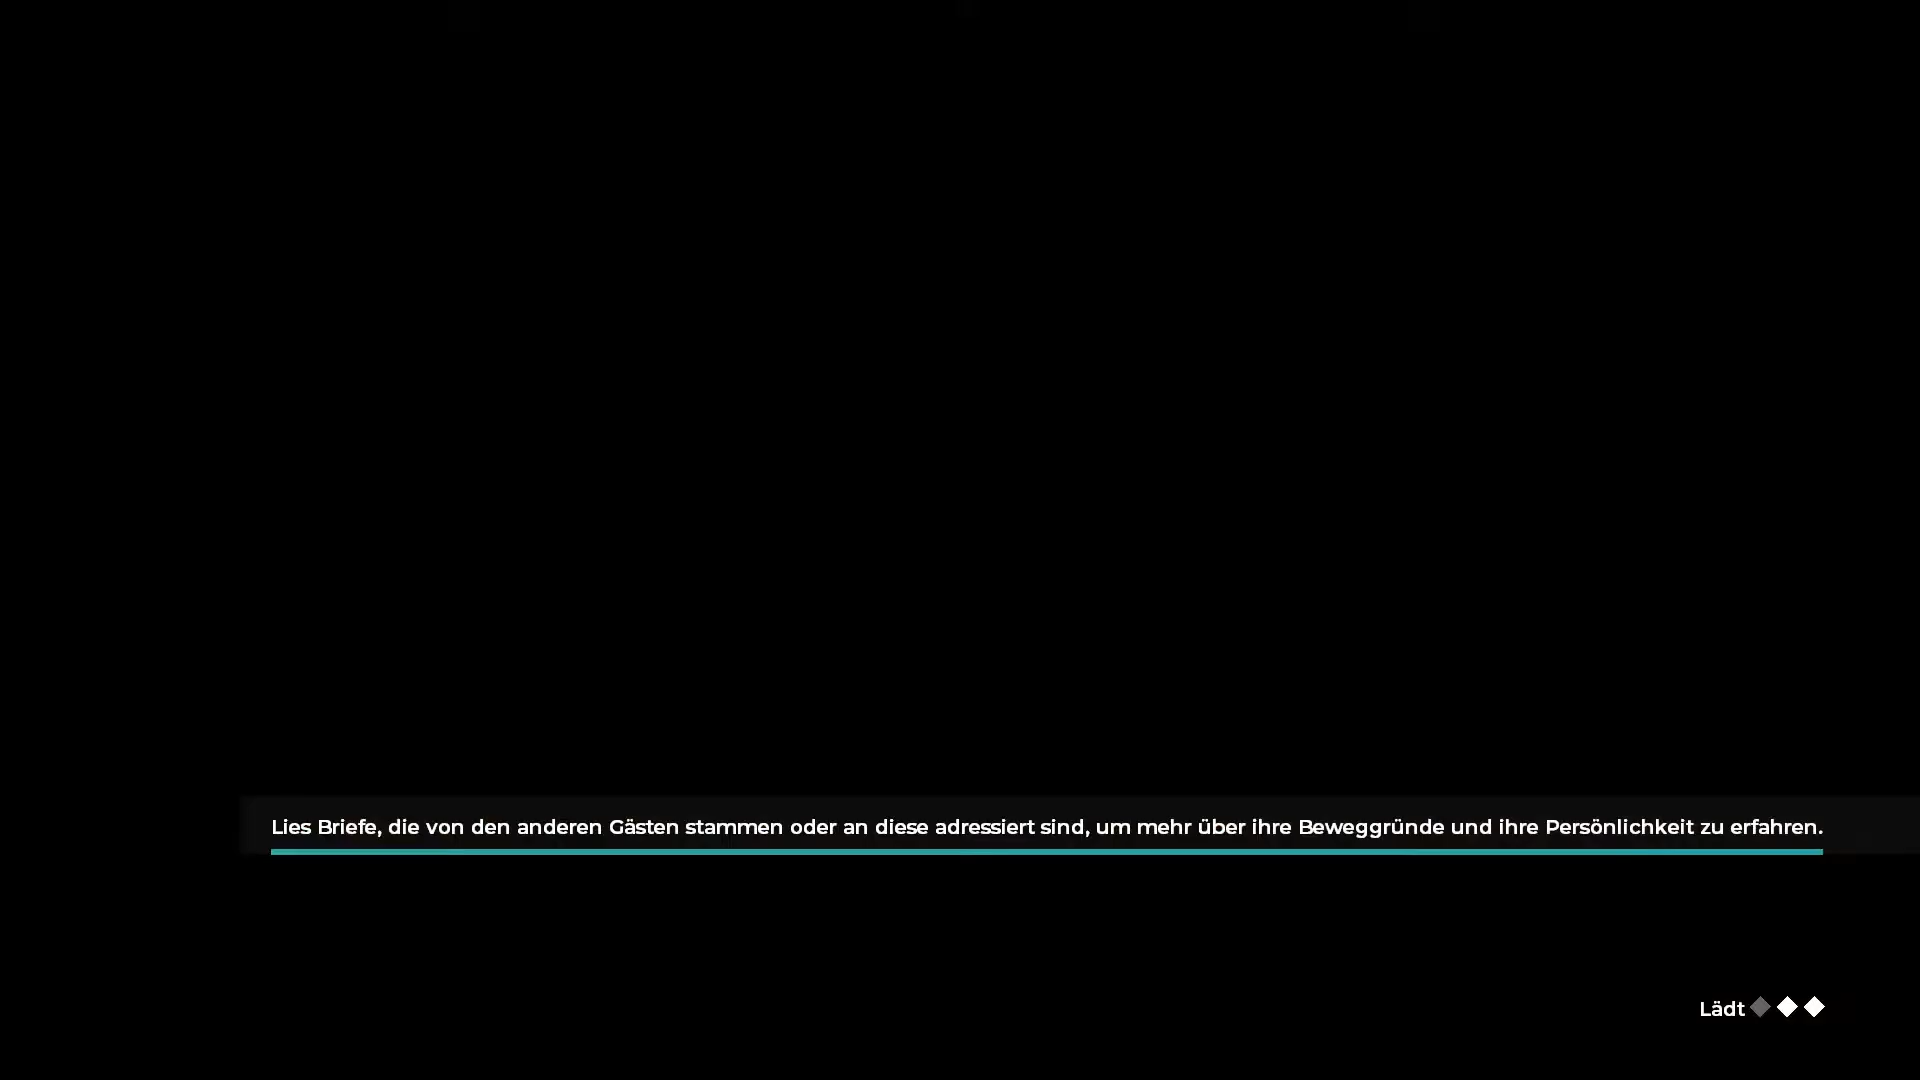 Lies Briefe, die von den anderen Gästen stammen oder an diese adressiert sind, um mehr über ihre Beweggründe und ihre Persönlichkeit zu erfahren.
Lädt